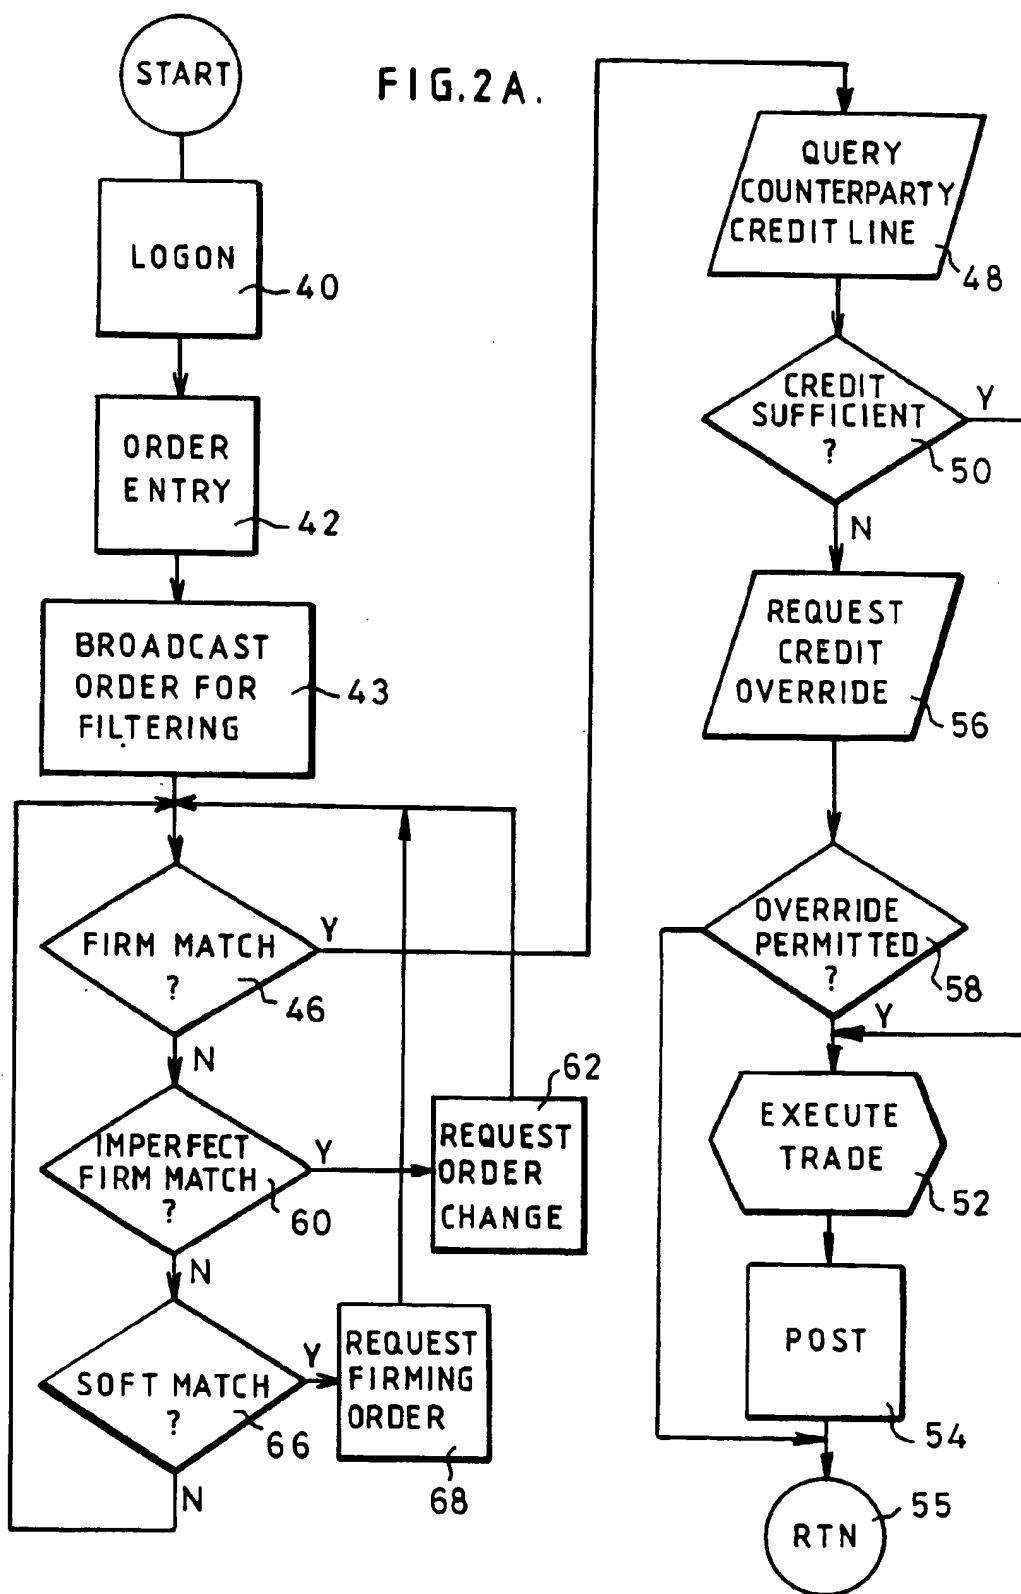 START
FIG.2A.
LOGON
40
ORDER
ENTRY
42
BROADCAST
ORDER FOR
FILTERING
43
FIRM MATCH
?
46
Y
N
IMPERFECT
FIRM MATCH
?
60
Y
N
62
REQUEST
ORDER
CHANGE
SOFT MATCH
?
66
Y
N
REQUEST
FIRMING
ORDER
68
QUERY
COUNTERPARTY
CREDIT LINE
48
CREDIT
SUFFICIENT
?
50
Y
N
REQUEST
CREDIT
OVERRIDE
56
OVERRIDE
PERMITTED
?
58
Y
EXECUTE
TRADE
52
POST
54
RTN
55